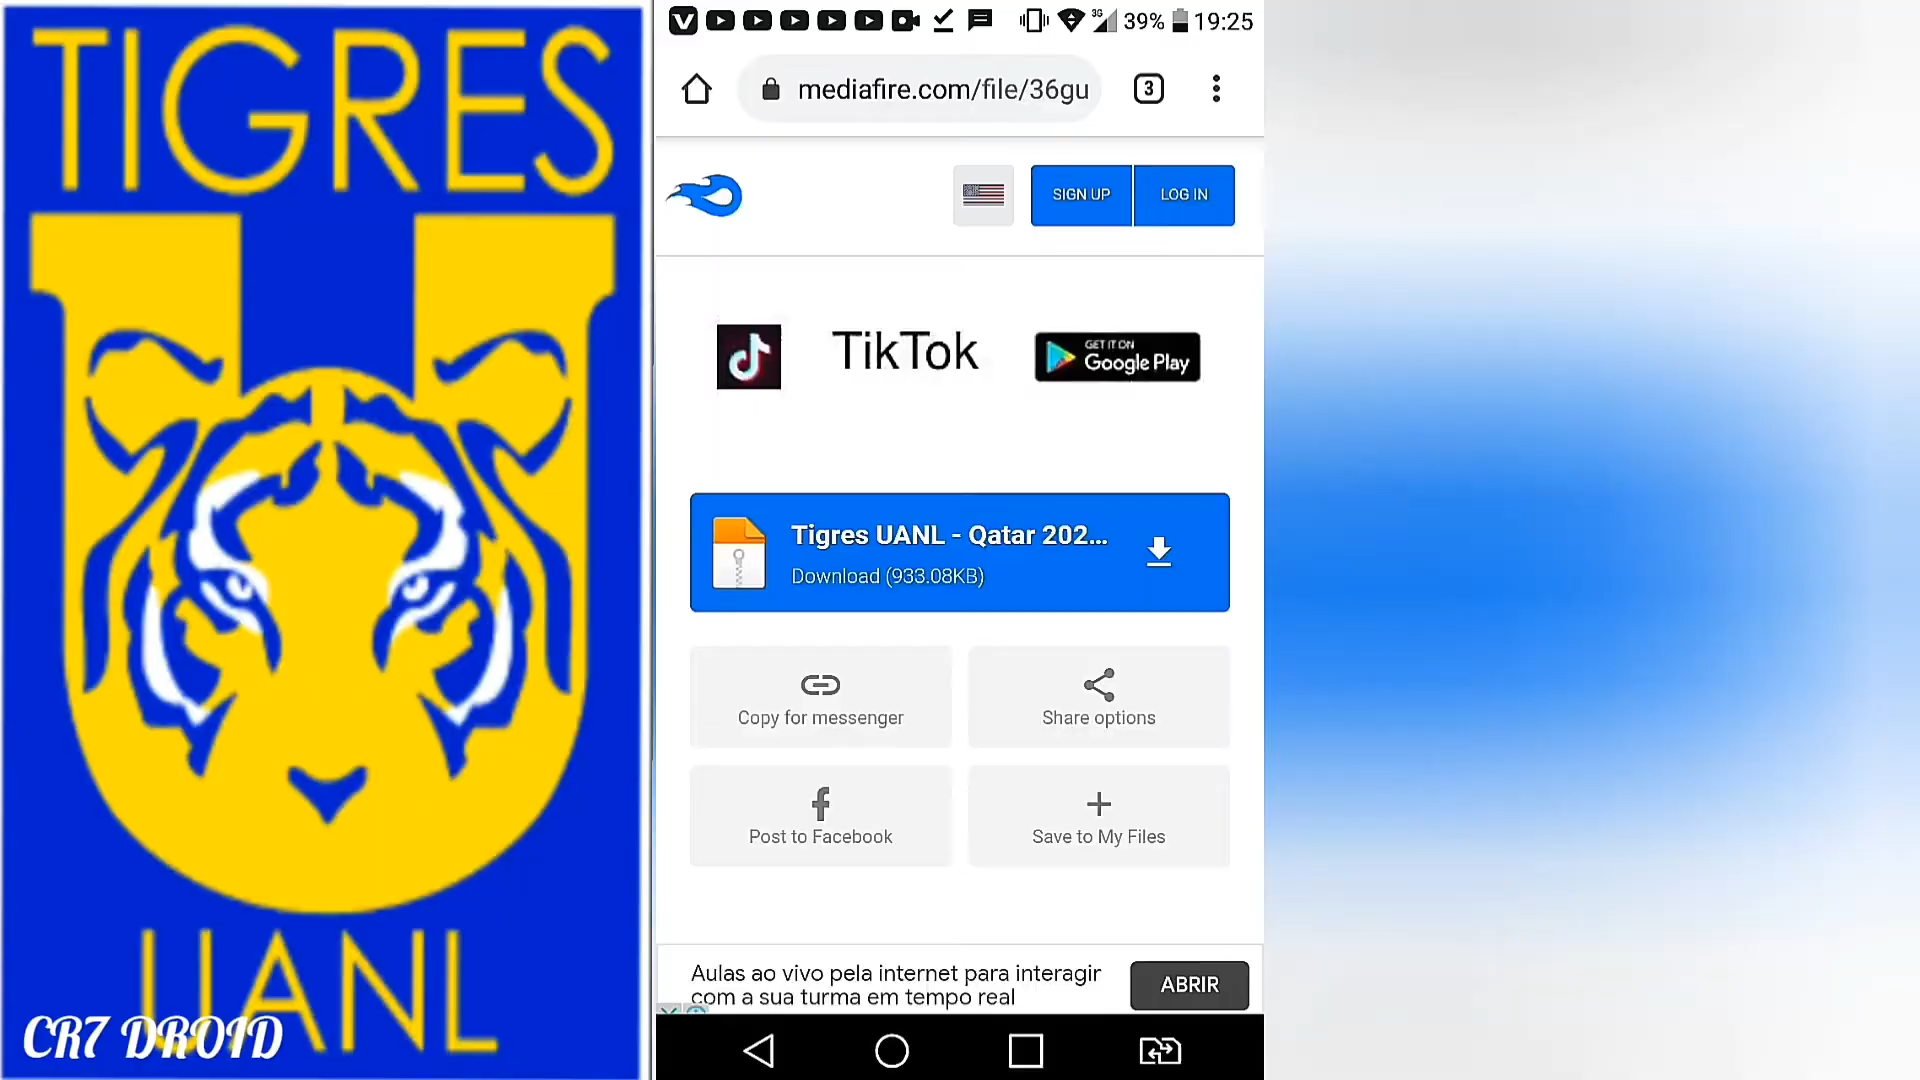 TIGRES
UANL
CR7 DROID
3G 39% 19:25
mediafire.com/file/36gu
3
SIGN UP
LOG IN
TikTok
GET IT ON
Google Play
Tigres UANL - Qatar 202...
Download (933.08KB)
Copy for messenger
Share options
Post to Facebook
Save to My Files
Aulas ao vivo pela internet para interagir
com a sua turma em tempo real
ABRIR